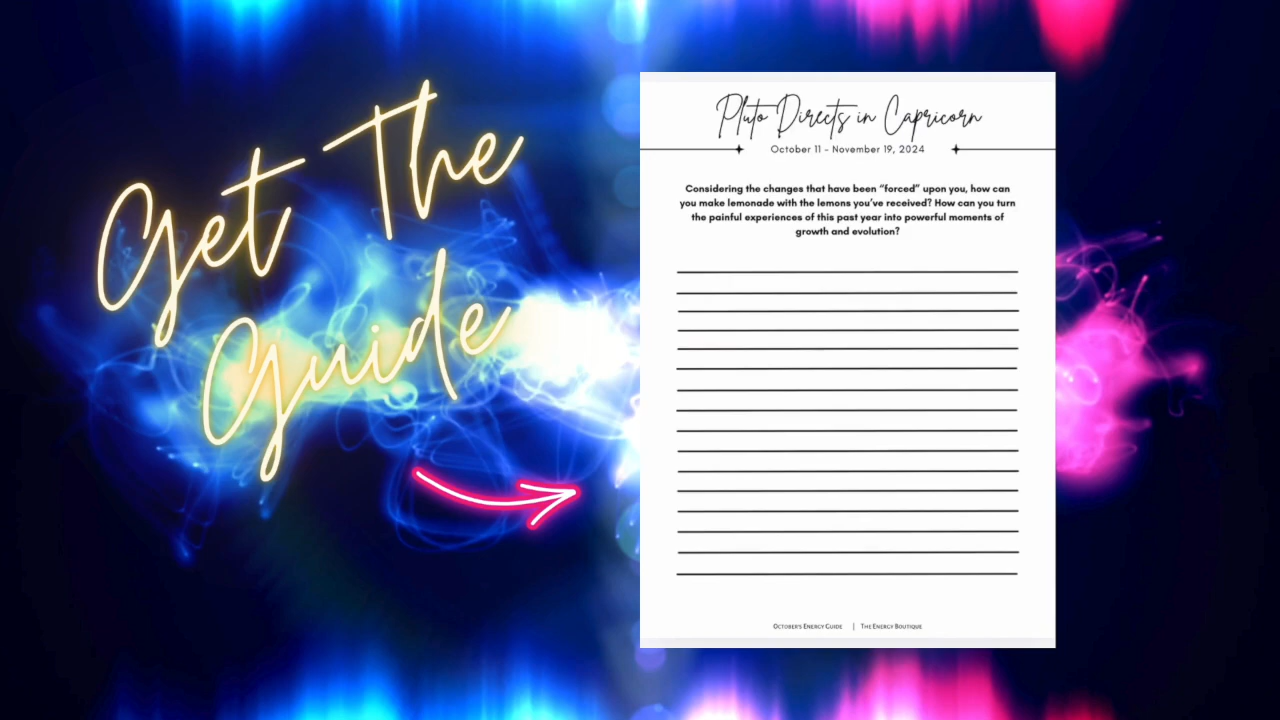 Get The
Guide
Pluto Directs in Capricorn
October 11 - November 19, 2024
Considering the changes that have been “forced” upon you, how can
you make lemonade with the lemons you’ve received? How can you turn
the painful experiences of this past year into powerful moments of
growth and evolution?
October's Energy Guide | The Energy Boutique